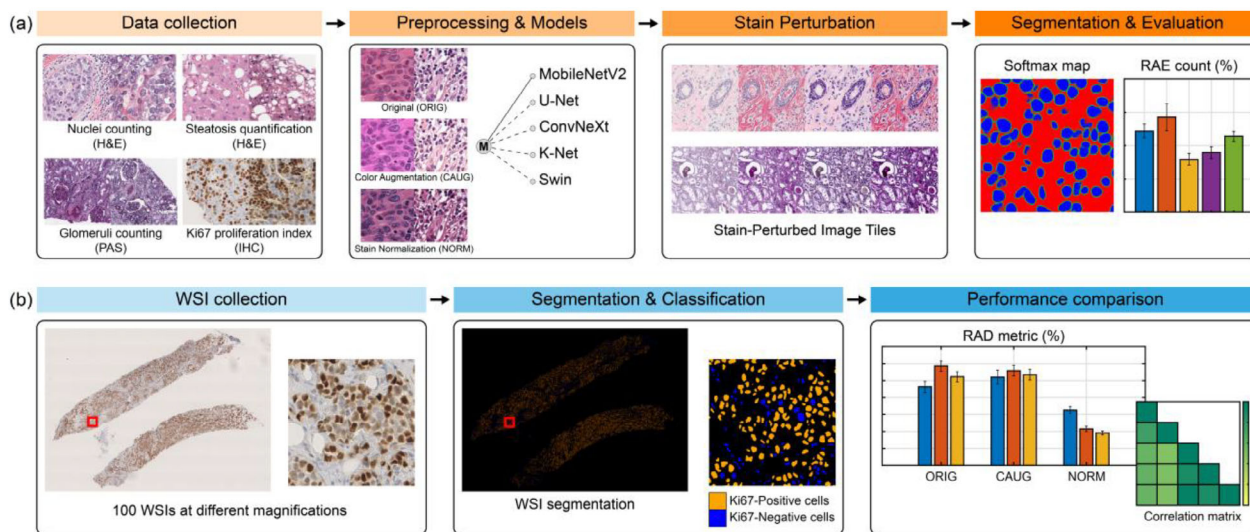 (a)
Data collection
Preprocessing & Models
Stain Perturbation
Segmentation & Evaluation
Nuclei counting
(H&E)
Steatosis quantification
(H&E)
Glomeruli counting
(PAS)
Ki67 proliferation index
(IHC)
Original (ORIG)
Color Augmentation (CAUG)
Stain Normalization (NORM)
M
MobileNetV2
U-Net
ConvNeXt
K-Net
Swin
Stain-Perturbed Image Tiles
Softmax map
RAE count (%)
(b)
WSI collection
Segmentation & Classification
Performance comparison
100 WSIs at different magnifications
WSI segmentation
Ki67-Positive cells
Ki67-Negative cells
RAD metric (%)
ORIG
CAUG
NORM
Correlation matrix